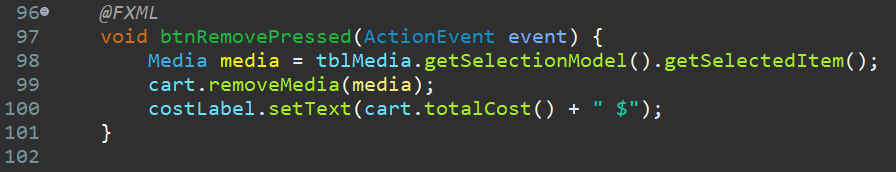 96 @FXML
97 void btnRemovePressed(ActionEvent event) {
98 Media media = tblMedia.getSelectionModel().getSelectedItem();
99 cart.removeMedia(media);
100 costLabel.setText(cart.totalCost() + " $");
101 }
102